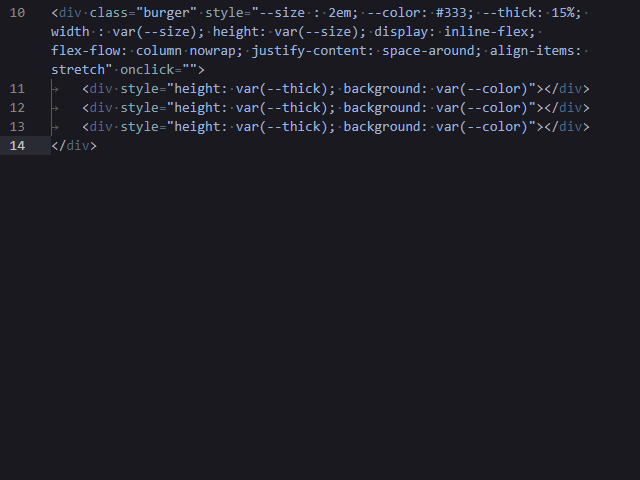 10 <div class="burger" style="--size : 2em; --color: #333; --thick: 15%;
width : var(--size); height: var(--size); display: inline-flex;
flex-flow: column nowrap; justify-content: space-around; align-items:
stretch" onclick="">
11 <div style="height: var(--thick); background: var(--color)"></div>
12 <div style="height: var(--thick); background: var(--color)"></div>
13 <div style="height: var(--thick); background: var(--color)"></div>
14 </div>